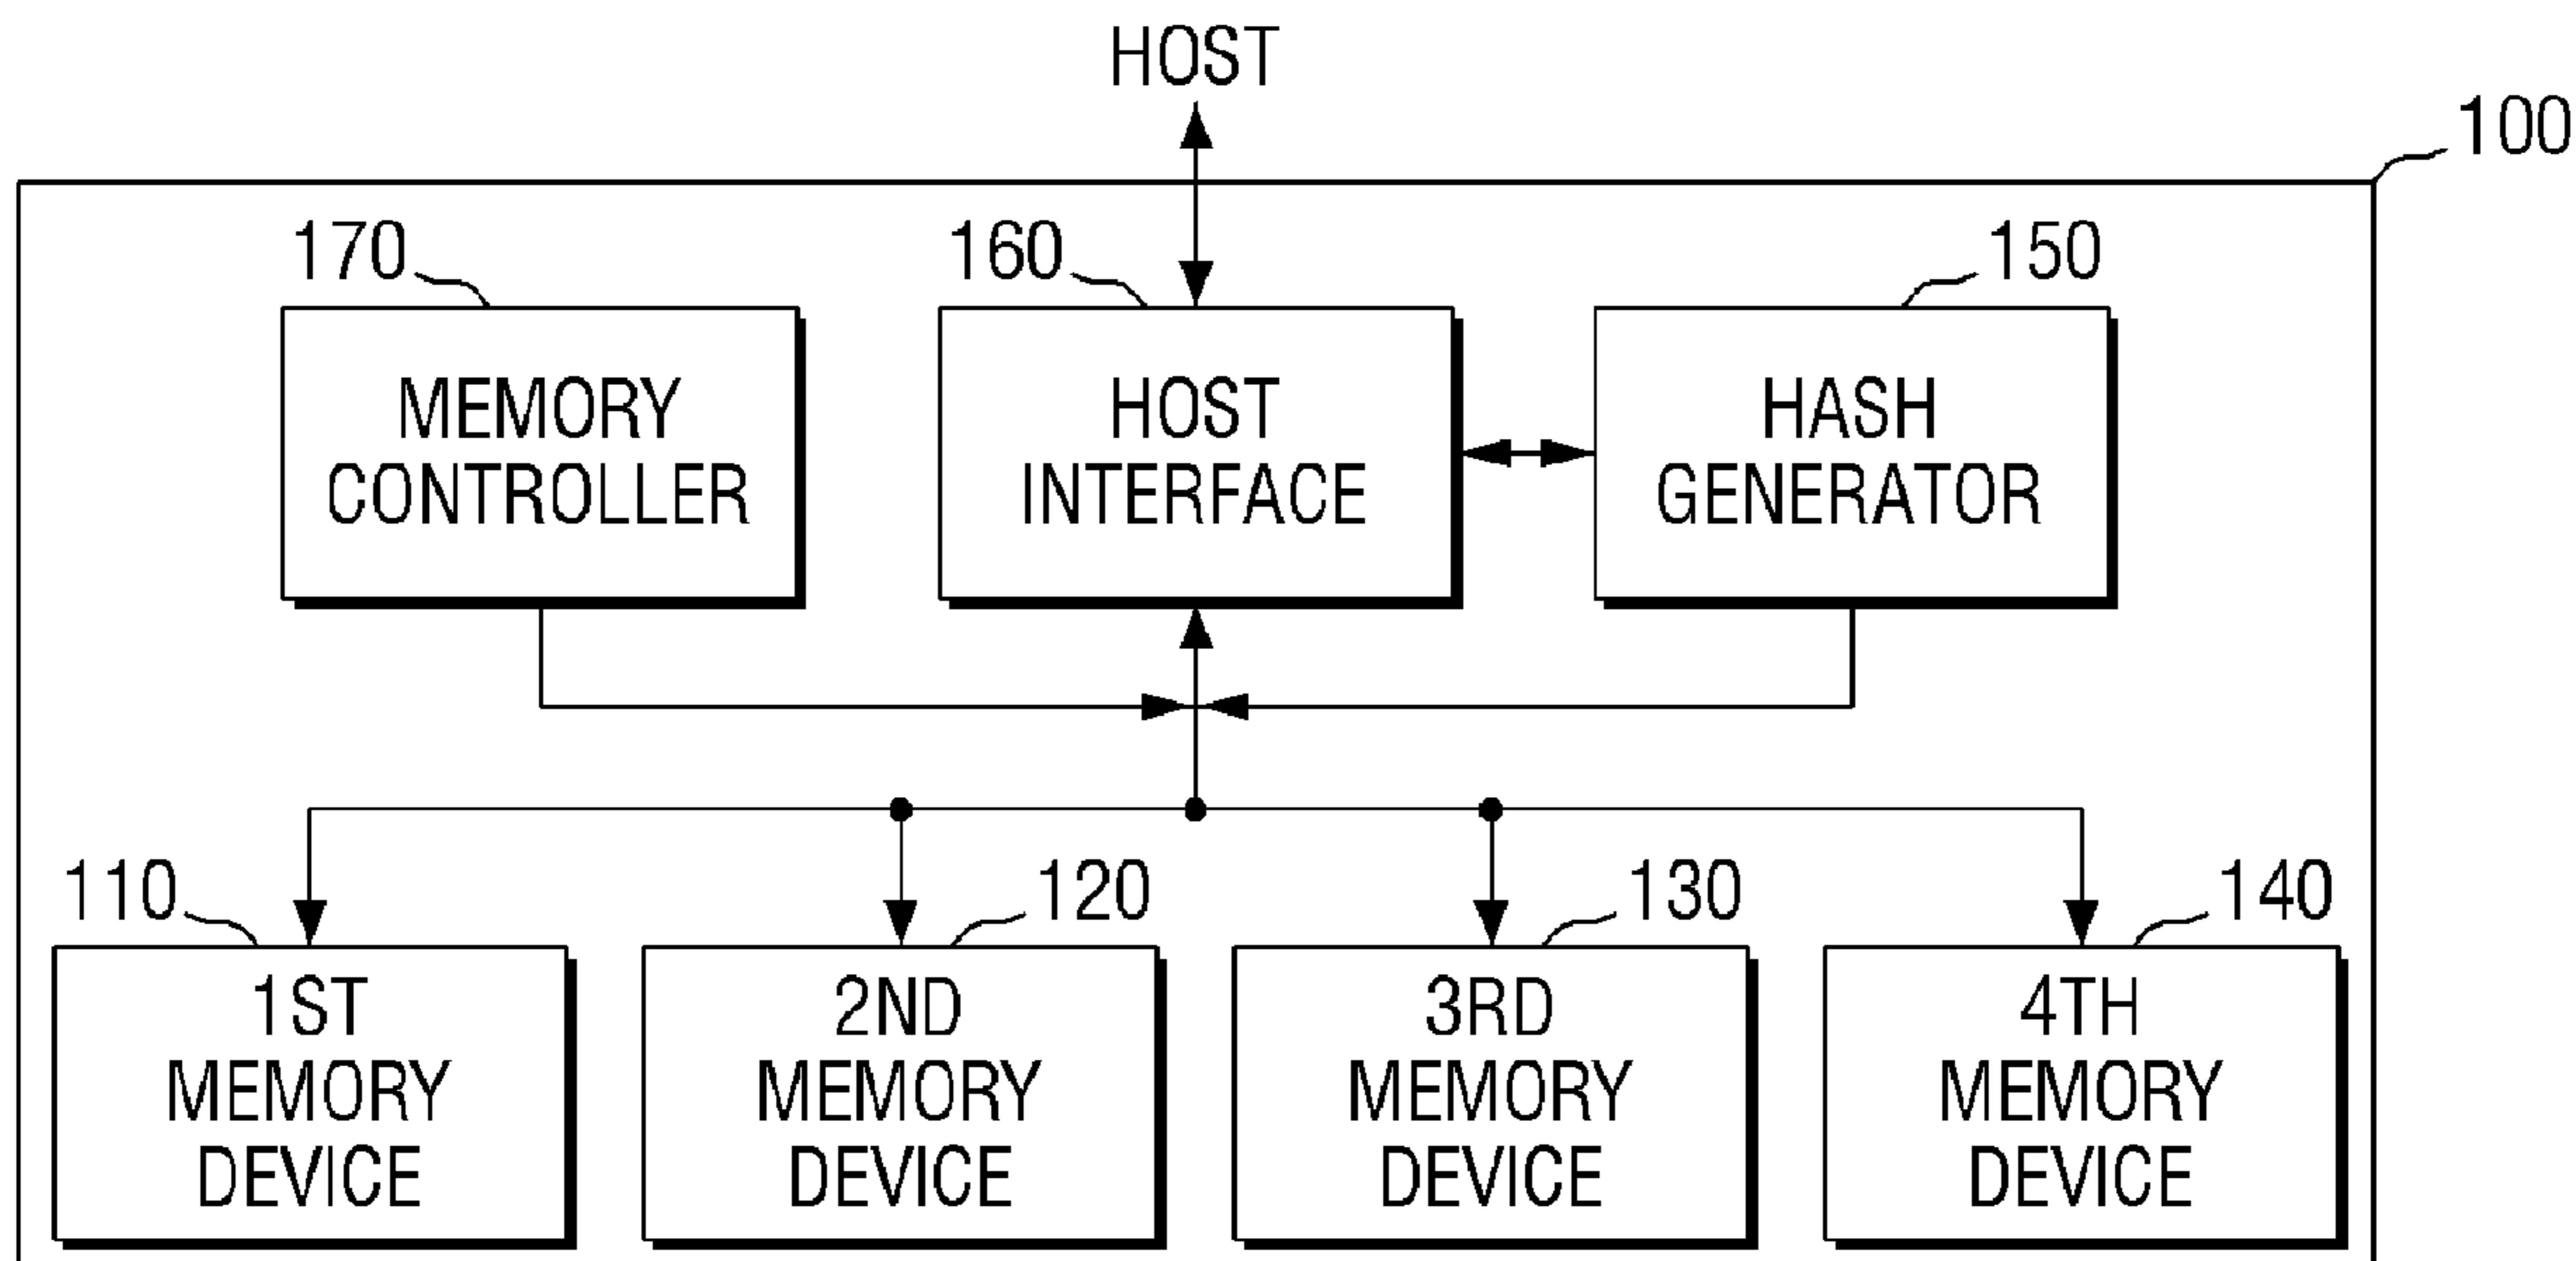 HOST
100
170
160
150
MEMORY
CONTROLLER
HOST
INTERFACE
HASH
GENERATOR
110
120
130
140
1ST
MEMORY
DEVICE
2ND
MEMORY
DEVICE
3RD
MEMORY
DEVICE
4TH
MEMORY
DEVICE